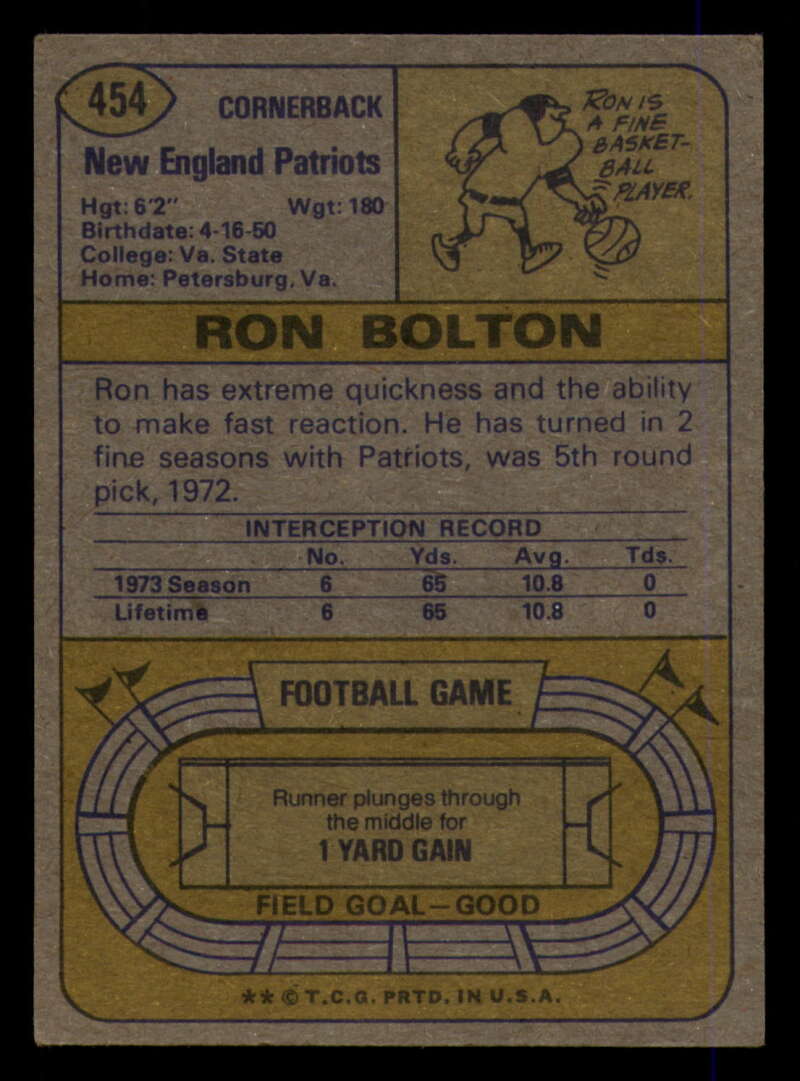 454
CORNERBACK
New England Patriots
Hgt: 6'2" Wgt: 180
Birthdate: 4-16-50
College: Va. State
Home: Petersburg, Va.
RON IS
A FINE
BASKET-
BALL
PLAYER.
RON BOLTON
Ron has extreme quickness and the ability
to make fast reaction. He has turned in 2
fine seasons with Patriots, was 5th round
pick, 1972.
INTERCEPTION RECORD
No. Yds. Avg. Tds.
1973 Season 6 65 10.8 0
Lifetime 6 65 10.8 0
FOOTBALL GAME
Runner plunges through
the middle for
1 YARD GAIN
FIELD GOAL—GOOD
** © T.C.G. PRTD. IN U.S.A.